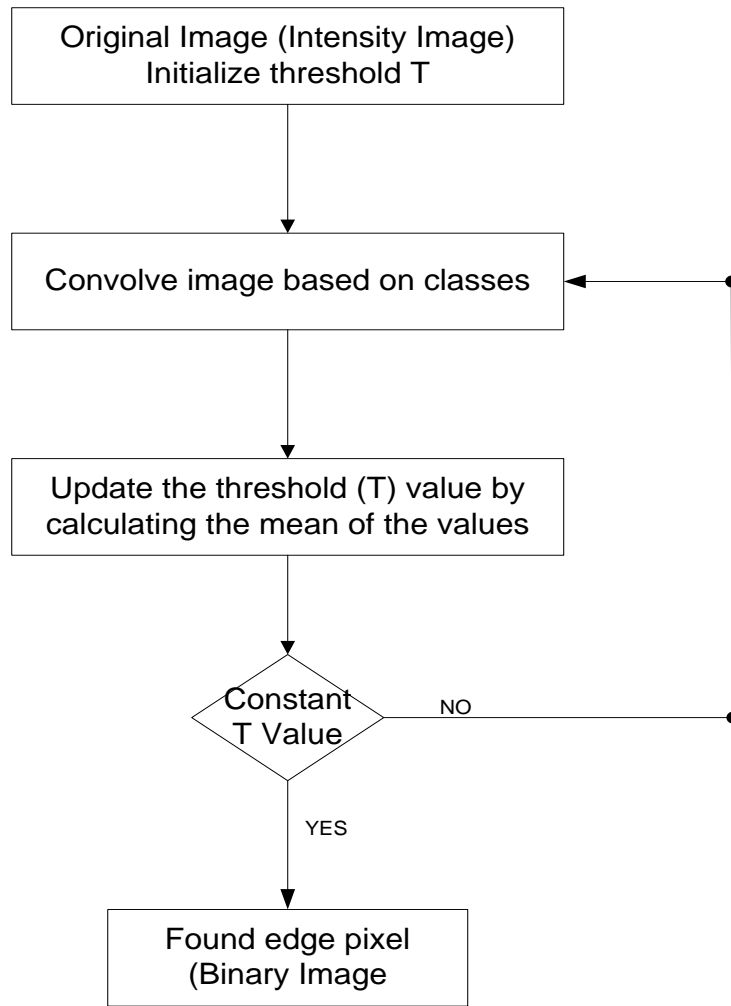 Original Image (Intensity Image)
Initialize threshold T
Convolve image based on classes
Update the threshold (T) value by
calculating the mean of the values
Constant
T Value
NO
YES
Found edge pixel
(Binary Image